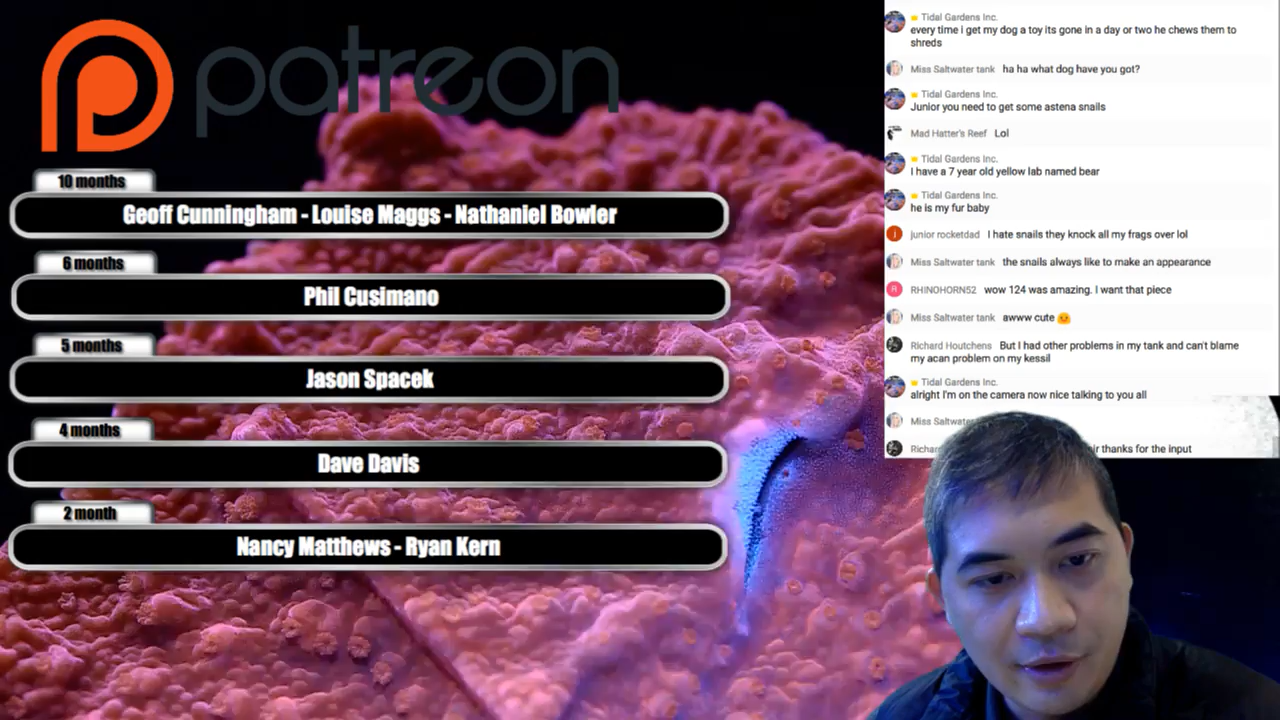 patreon
10 months
Geoff Cunningham - Louise Maggs - Nathaniel Bowler
6 months
Phil Cusimano
5 months
Jason Spacek
4 months
Dave Davis
2 month
Nancy Matthews - Ryan Kern
Tidal Gardens Inc.
every time i get my dog a toy its gone in a day or two he chews them to
shreds
Miss Saltwater tank ha ha what dog have you got?
Tidal Gardens Inc.
Junior you need to get some astena snails
Mad Hatter's Reef Lol
Tidal Gardens Inc.
I have a 7 year old yellow lab named bear
Tidal Gardens Inc.
he is my fur baby
junior rocketdad I hate snails they knock all my frags over lol
Miss Saltwater tank the snails always like to make an appearance
RHINOHORN52 wow 124 was amazing. I want that piece
Miss Saltwater tank awww cute
Richard Houtchens But I had other problems in my tank and can't blame
my acan problem on my kessil
Tidal Gardens Inc.
alright I'm on the camera now nice talking to you all
Miss Saltwater
Richar thanks for the input